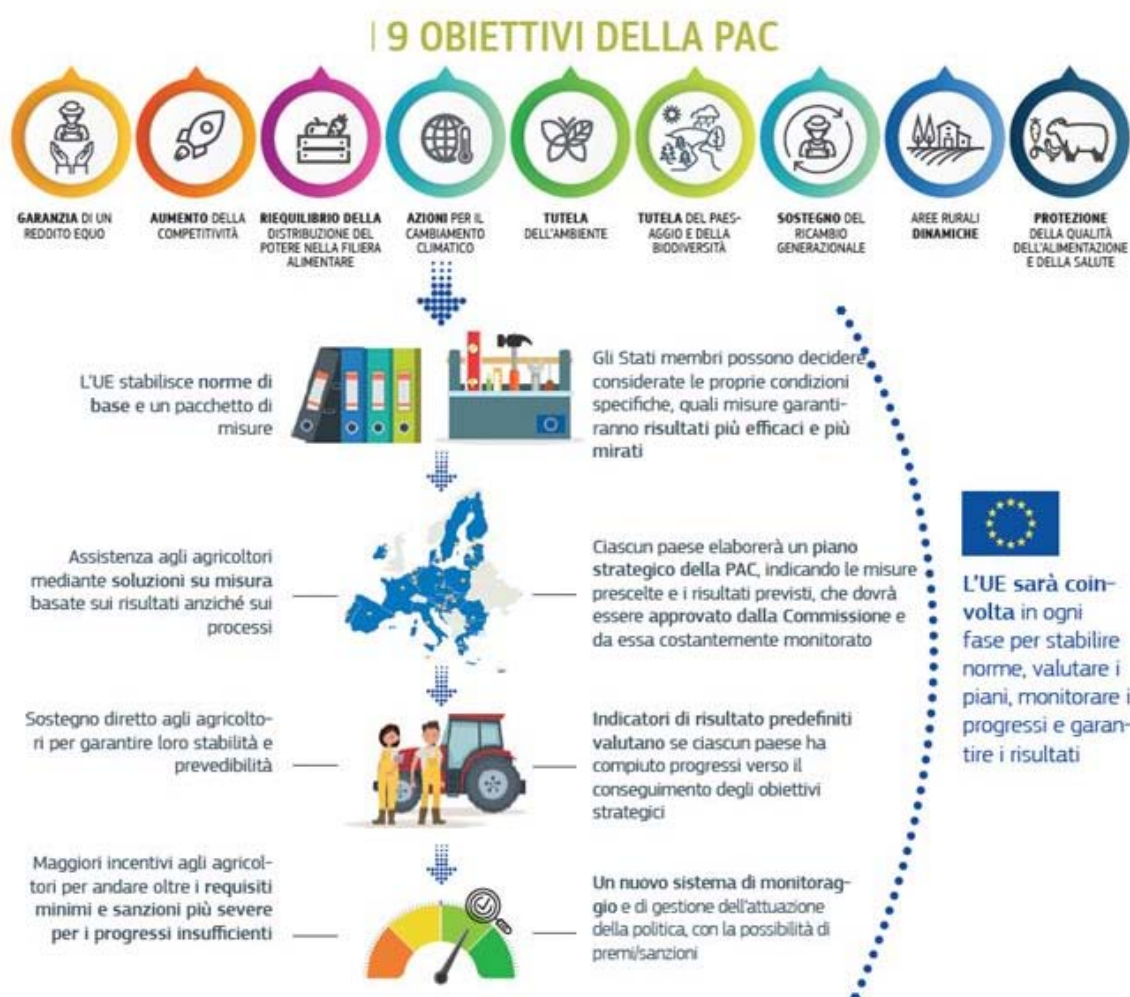 I 9 OBIETTIVI DELLA PAC
GARANZIA DI UN
REDDITO EQUO
AUMENTO DELLA
COMPETITIVITÀ
RIEQUILIBRIO DELLA
DISTRIBUZIONE DEL
POTERE NELLA FILIERA
ALIMENTARE
AZIONI PER IL
CAMBIAMENTO
CLIMATICO
TUTELA
DELL'AMBIENTE
TUTELA DEL PAES-
AGGIO E DELLA
BIODIVERSITÀ
SOSTEGNO DEL
RICAMBIO
GENERAZIONALE
AREE RURALI
DINAMICHE
PROTEZIONE
DELLA QUALITÀ
DELL'ALIMENTAZIONE
E DELLA SALUTE
L'UE stabilisce norme di
base e un pacchetto di
misure
Gli Stati membri possono decidere,
considerate le proprie condizioni
specifiche, quali misure garanti-
ranno risultati più efficaci e più
mirati
Assistenza agli agricoltori
mediante soluzioni su misura
basate sui risultati anziché sui
processi
Ciascun paese elaborerà un piano
strategico della PAC, indicando le misure
prescelte e i risultati previsti, che dovrà
essere approvato dalla Commissione e
da essa costantemente monitorato
Sostegno diretto agli agricolto-
ri per garantire loro stabilità e
prevedibilità
Indicatori di risultato predefiniti
valutano se ciascun paese ha
compiuto progressi verso il
conseguimento degli obiettivi
strategici
Maggiori incentivi agli agricol-
tori per andare oltre i requisiti
minimi e sanzioni più severe
per i progressi insufficienti
Un nuovo sistema di monitorag-
gio e di gestione dell'attuazione
della politica, con la possibilità di
premi/sanzioni
L'UE sarà coin-
volta in ogni
fase per stabilire
norme, valutare i
piani, monitorare i
progressi e garan-
tire i risultati